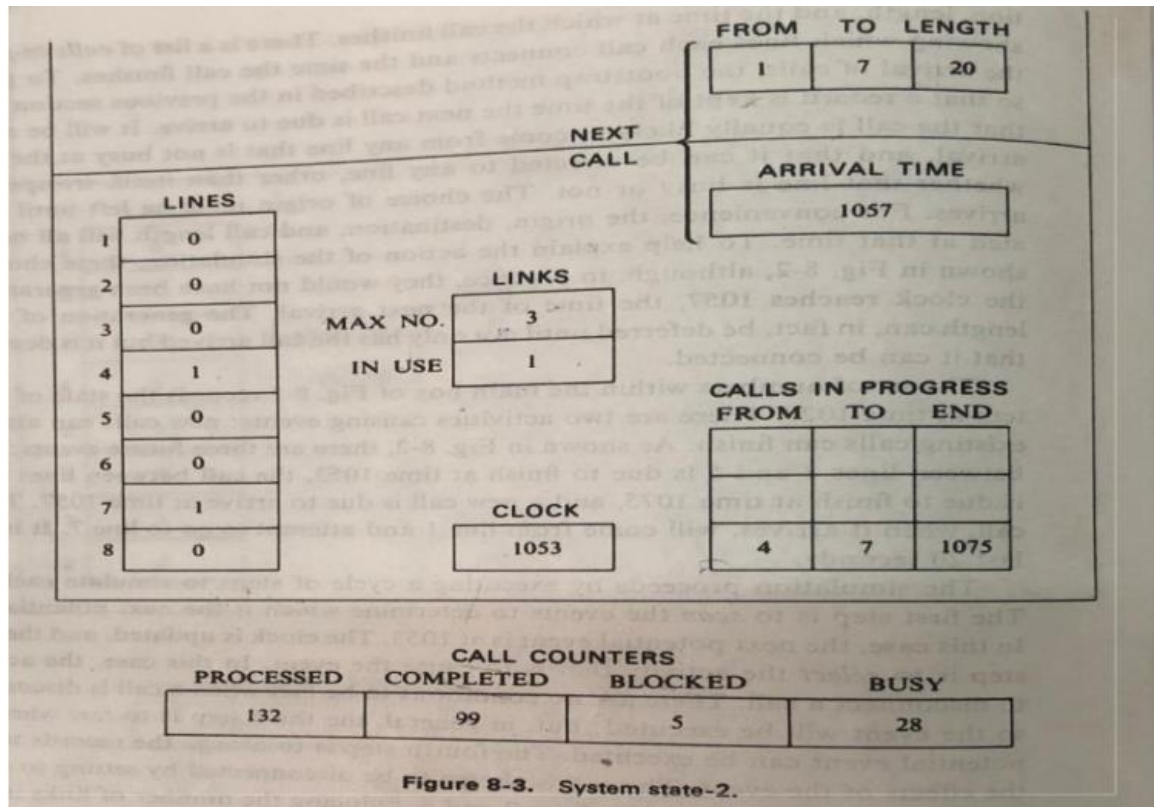 FROM TO LENGTH
1 7 20
NEXT CALL
ARRIVAL TIME
1057
LINES
1 0
2 0
3 0
4 1
5 0
6 0
7 1
8 0
LINKS
MAX NO. 3
IN USE 1
CLOCK
1053
CALLS IN PROGRESS
FROM TO END
4 7 1075
CALL COUNTERS
PROCESSED COMPLETED BLOCKED BUSY
132 99 5 28
Figure 8-3. System state-2.